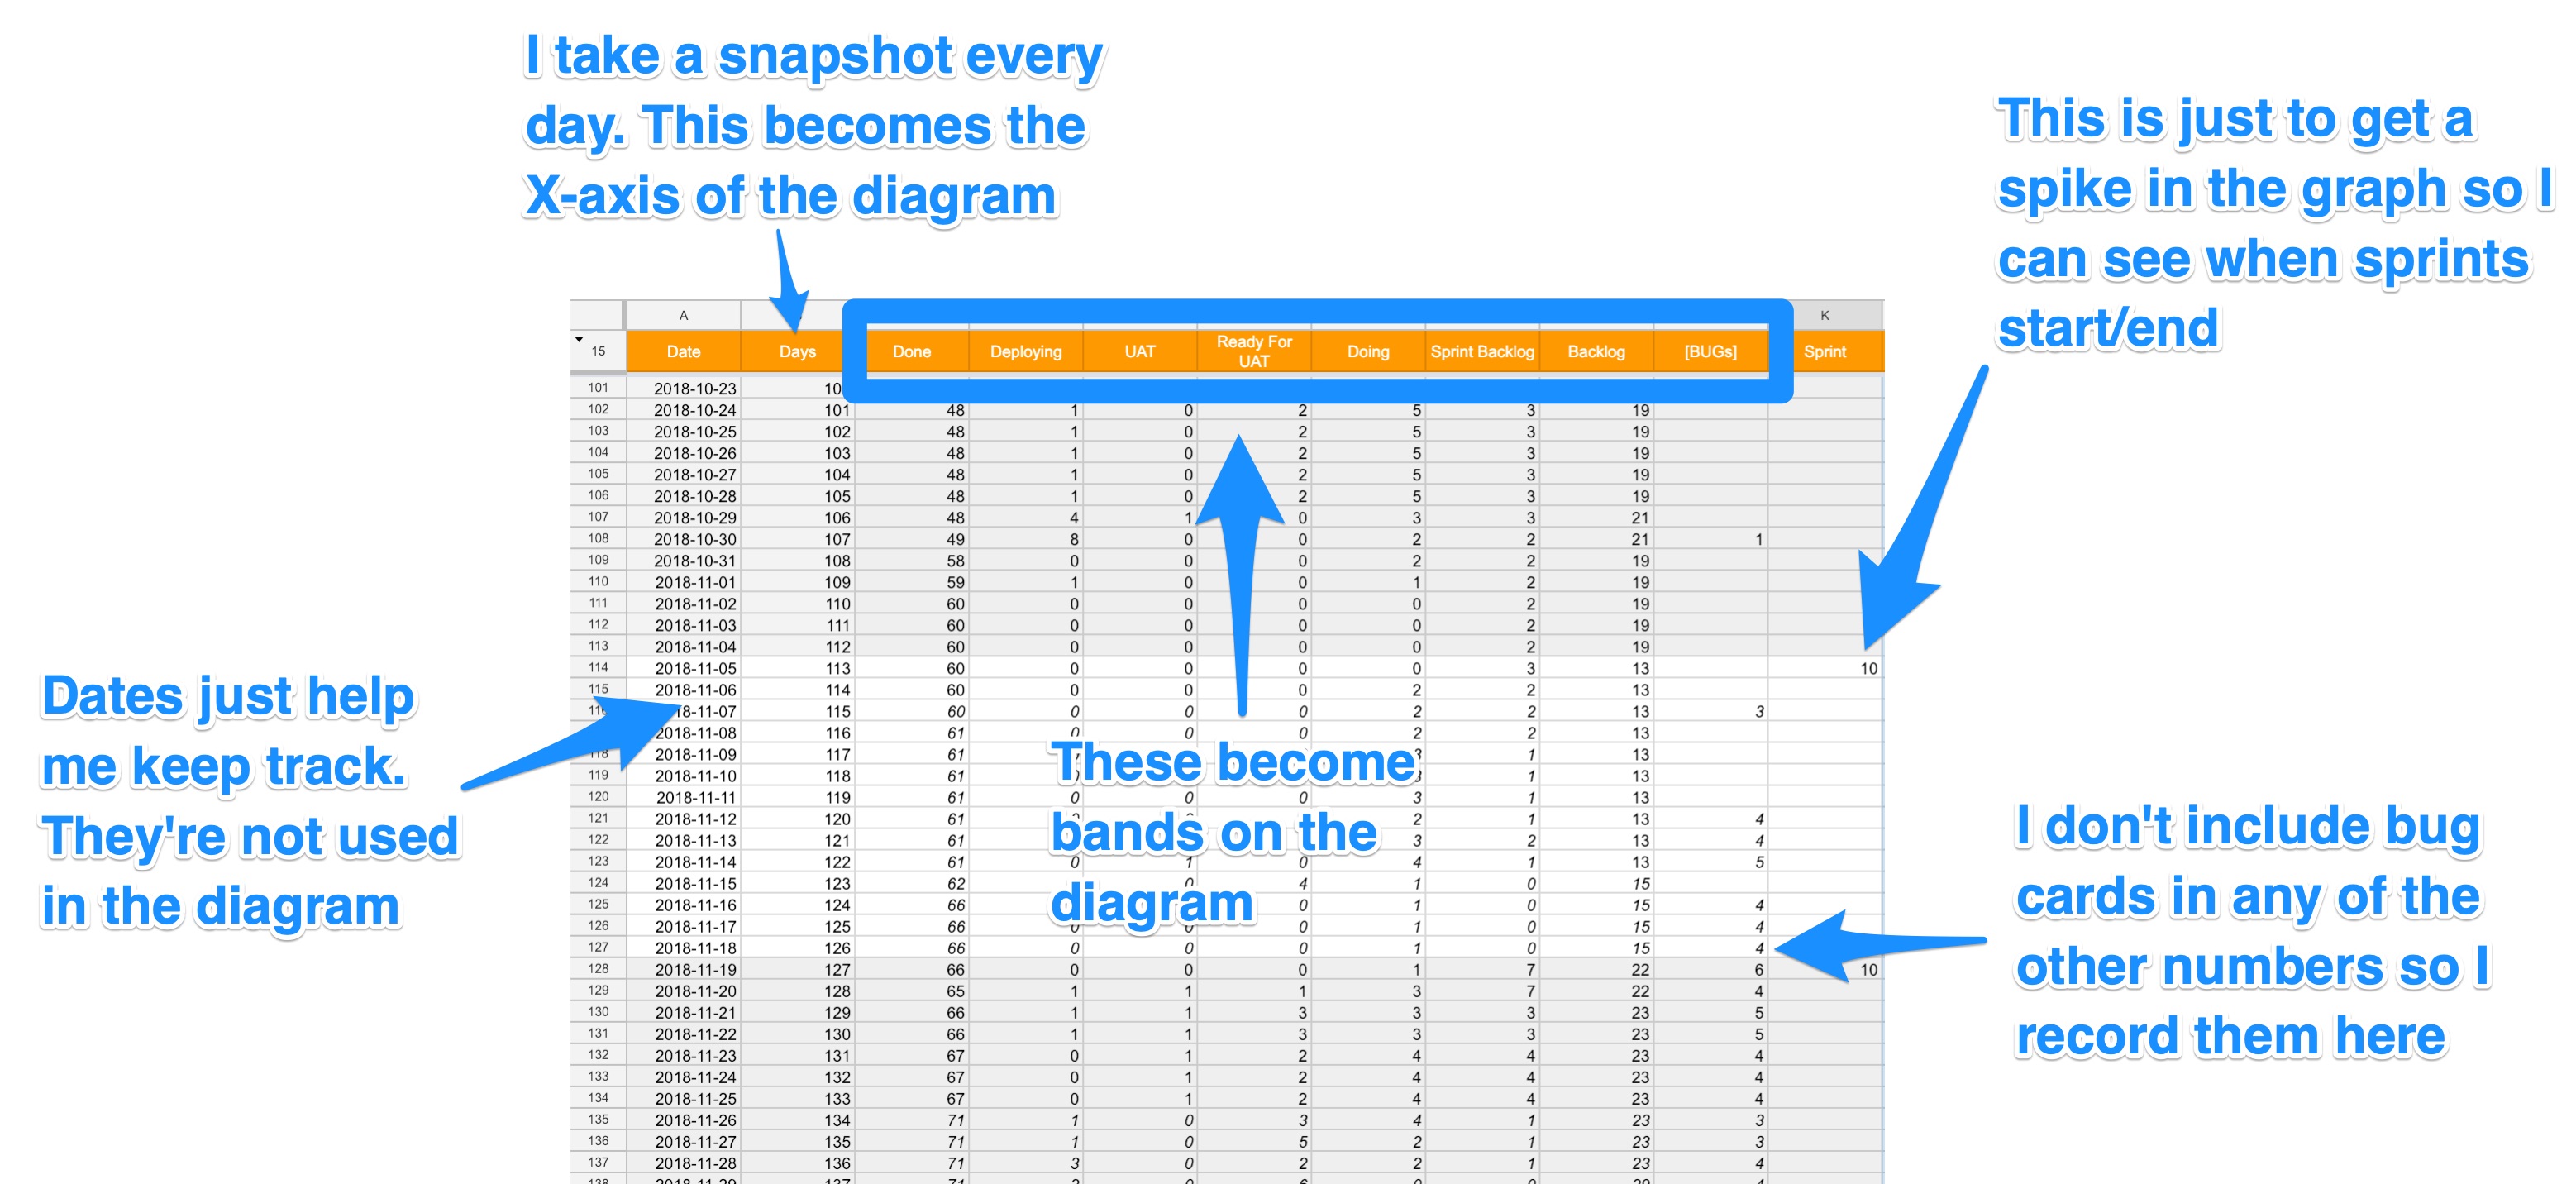 I take a snapshot every
day. This becomes the
X-axis of the diagram
This is just to get a
spike in the graph so I
can see when sprints
start/end
A K
15 Date Days Done Deploying UAT Ready For UAT Doing Sprint Backlog Backlog [BUGs] Sprint
101 2018-10-23
102 2018-10-24 101 48 1 0 2 5 3 19
103 2018-10-25 102 48 1 0 2 5 3 19
104 2018-10-26 103 48 1 0 2 5 3 19
105 2018-10-27 104 48 1 0 2 5 3 19
106 2018-10-28 105 48 1 0 2 5 3 19
107 2018-10-29 106 48 4 1 0 3 3 21
108 2018-10-30 107 49 8 0 0 2 2 21 1
109 2018-10-31 108 58 0 0 0 2 2 19
110 2018-11-01 109 59 1 0 0 1 2 19
111 2018-11-02 110 60 0 0 0 0 2 19
112 2018-11-03 111 60 0 0 0 0 2 19
113 2018-11-04 112 60 0 0 0 0 2 19
114 2018-11-05 113 60 0 0 0 0 3 13 10
115 2018-11-06 114 60 0 0 0 2 2 13
18-11-07 115 60 0 0 0 2 2 13 3
18-11-08 116 61 0 0 0 2 2 13
118 2018-11-09 117 61 1 13
119 2018-11-10 118 61 1 13
120 2018-11-11 119 61 0 0 0 3 1 13
121 2018-11-12 120 61 2 1 13 4
122 2018-11-13 121 61 3 2 13 4
123 2018-11-14 122 61 0 1 0 4 1 13 5
124 2018-11-15 123 62 0 4 1 0 15
125 2018-11-16 124 66 0 1 0 15 4
126 2018-11-17 125 66 0 0 0 1 0 15 4
127 2018-11-18 126 66 0 0 0 1 0 15 4
128 2018-11-19 127 66 0 0 0 1 7 22 6 10
129 2018-11-20 128 65 1 1 1 3 7 22 4
130 2018-11-21 129 66 1 1 3 3 3 23 5
131 2018-11-22 130 66 1 1 3 3 3 23 5
132 2018-11-23 131 67 0 1 2 4 4 23 4
133 2018-11-24 132 67 0 1 2 4 4 23 4
134 2018-11-25 133 67 0 1 2 4 4 23 4
135 2018-11-26 134 71 1 0 3 4 1 23 3
136 2018-11-27 135 71 1 0 5 2 1 23 3
137 2018-11-28 136 71 3 0 2 2 1 23 4
Dates just help
me keep track.
They're not used
in the diagram
These become
bands on the
diagram
I don't include bug
cards in any of the
other numbers so I
record them here